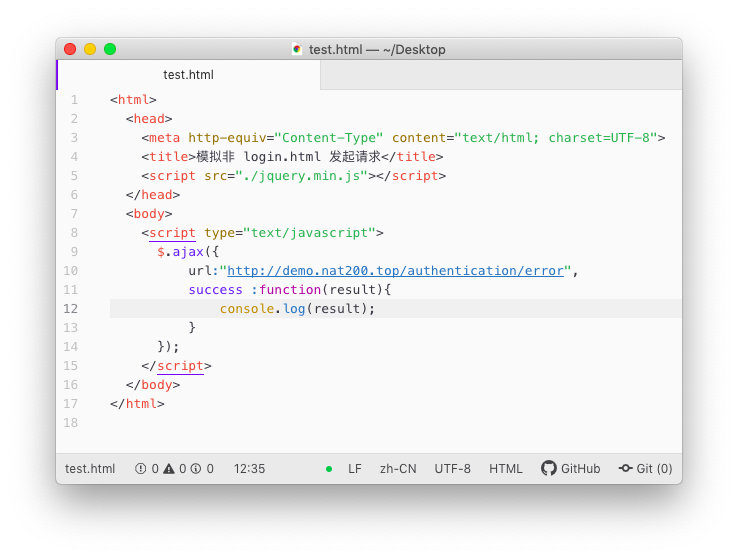 test.html — ~/Desktop
test.html
1 <html>
2 <head>
3 <meta http-equiv="Content-Type" content="text/html; charset=UTF-8">
4 <title>模拟非 login.html 发起请求</title>
5 <script src="./jquery.min.js"></script>
6 </head>
7 <body>
8 <script type="text/javascript">
9 $.ajax({
10 url:"http://demo.nat200.top/authentication/error",
11 success :function(result){
12 console.log(result);
13 }
14 });
15 </script>
16 </body>
17 </html>
18
test.html 0 0 0 12:35 LF zh-CN UTF-8 HTML GitHub Git (0)